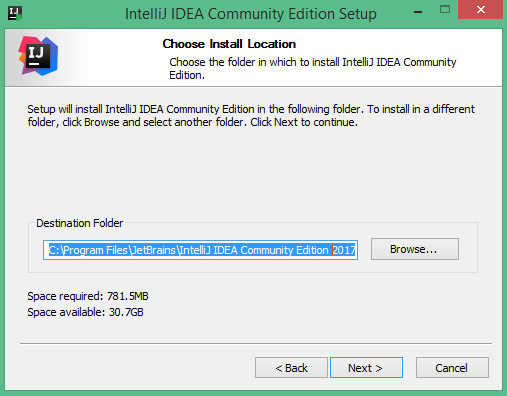 IntelliJ IDEA Community Edition Setup
IJ
Choose Install Location
Choose the folder in which to install IntelliJ IDEA Community
Edition.
Setup will install IntelliJ IDEA Community Edition in the following folder. To install in a different
folder, click Browse and select another folder. Click Next to continue.
Destination Folder
C:\Program Files\JetBrains\IntelliJ IDEA Community Edition 2017
Browse...
Space required: 781.5MB
Space available: 30.7GB
< Back
Next >
Cancel